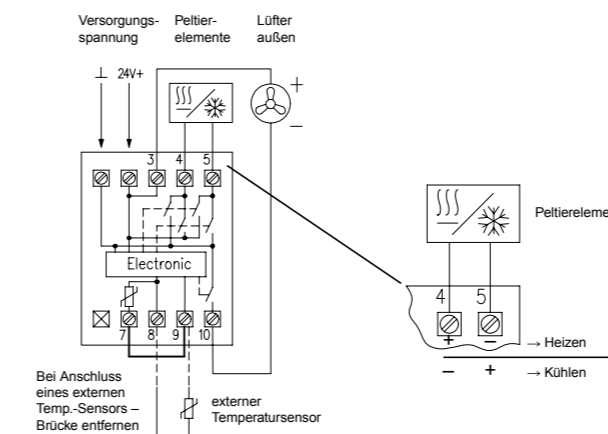 Versorgungs-
spannung
Peltier-
elemente
Lüfter
außen
⊥ 24V+
+
−
3 4 5
Electronic
7 8 9 10
Bei Anschluss
eines externen
Temp.-Sensors –
Brücke entfernen
externer
Temperatursensor
Peltiereleme
4 5
+ − → Heizen
− + → Kühlen